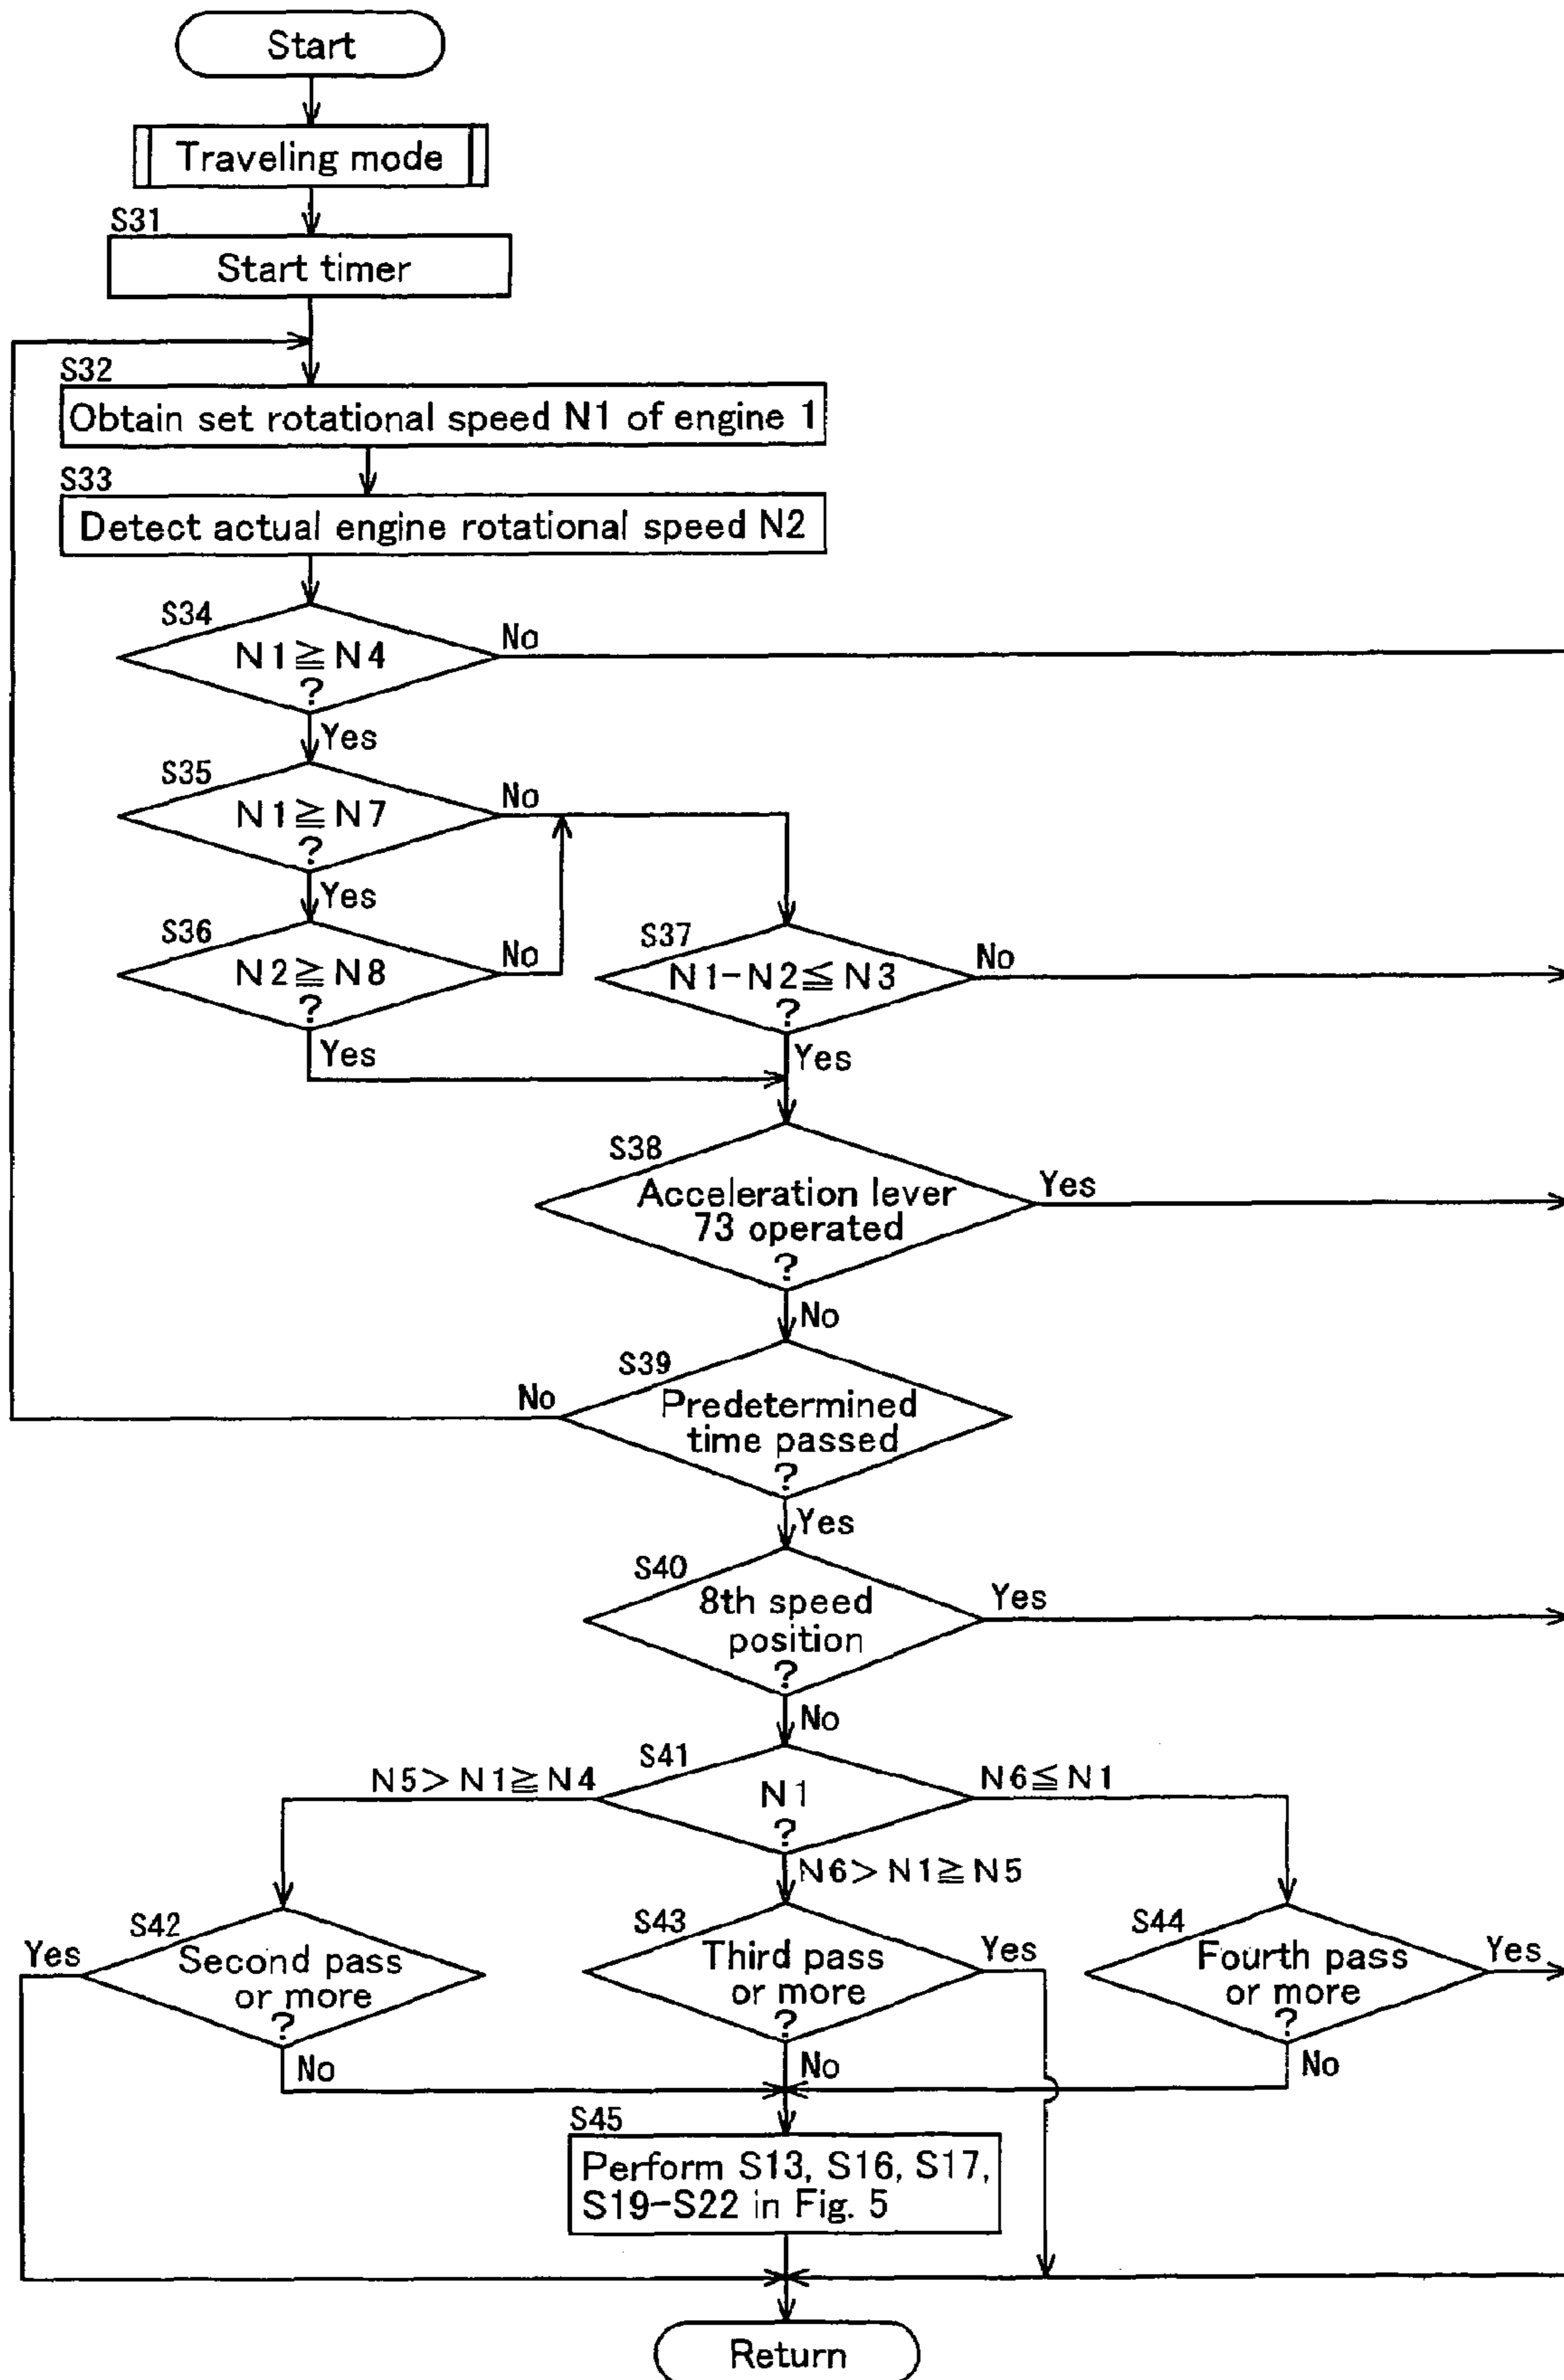 Start
Traveling mode
S31
Start timer
S32
Obtain set rotational speed N1 of engine 1
S33
Detect actual engine rotational speed N2
S34
N1≧N4
?
No
Yes
S35
N1≧N7
?
No
Yes
S36
N2≧N8
?
No
Yes
S37
N1-N2≦N3
?
No
Yes
S38
Acceleration lever
73 operated
?
Yes
No
S39
Predetermined
time passed
?
No
Yes
S40
8th speed
position
?
Yes
No
S41
N1
?
N5>N1≧N4
N6≦N1
N6>N1≧N5
S42
Second pass
or more
?
Yes
No
S43
Third pass
or more
?
Yes
No
S44
Fourth pass
or more
?
Yes
No
S45
Perform S13, S16, S17,
S19-S22 in Fig. 5
Return